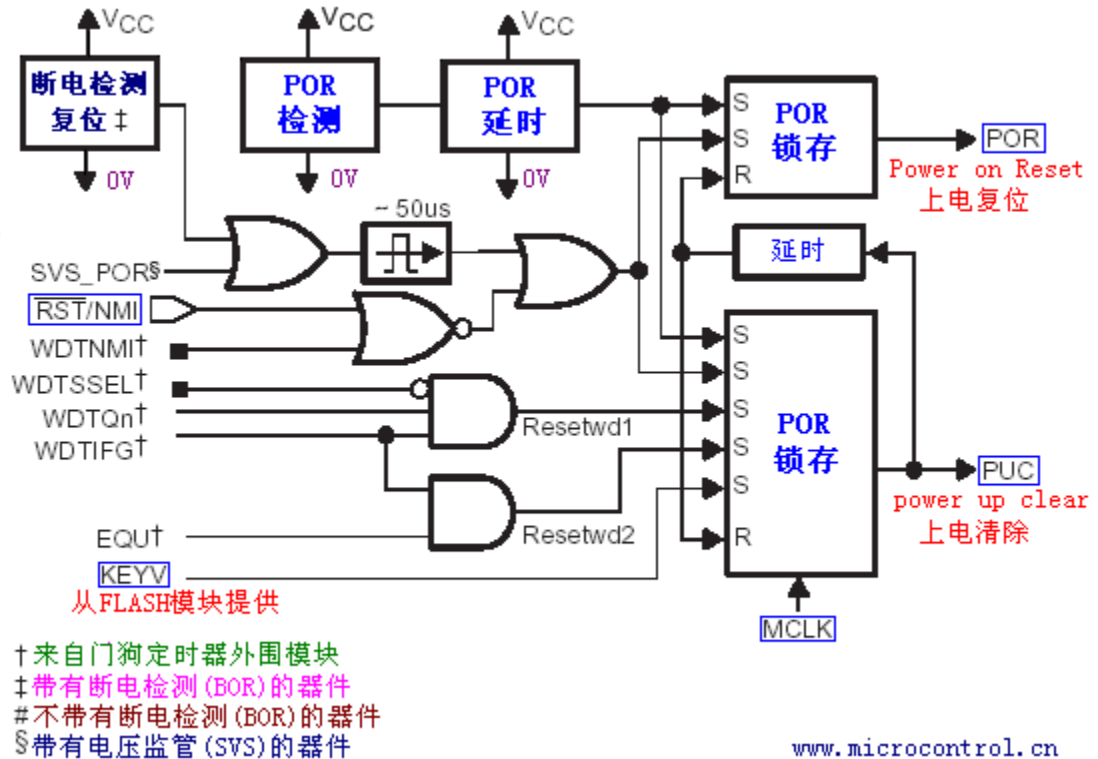 VCC
VCC
VCC
断电检测
复位‡
POR
检测
POR
延时
0V
0V
0V
S
S
R
POR
锁存
POR
Power on Reset
上电复位
~ 50us
延时
SVS_POR§
RST/NMI
WDTNMI†
WDTSSEL†
WDTQn†
WDTIFG†
Resetwd1
EQU†
Resetwd2
KEYV
从FLASH模块提供
S
S
S
S
S
R
POR
锁存
PUC
power up clear
上电清除
MCLK
†来自门狗定时器外围模块
‡带有断电检测(BOR)的器件
#不带有断电检测(BOR)的器件
§带有电压监管(SVS)的器件
www.microcontrol.cn